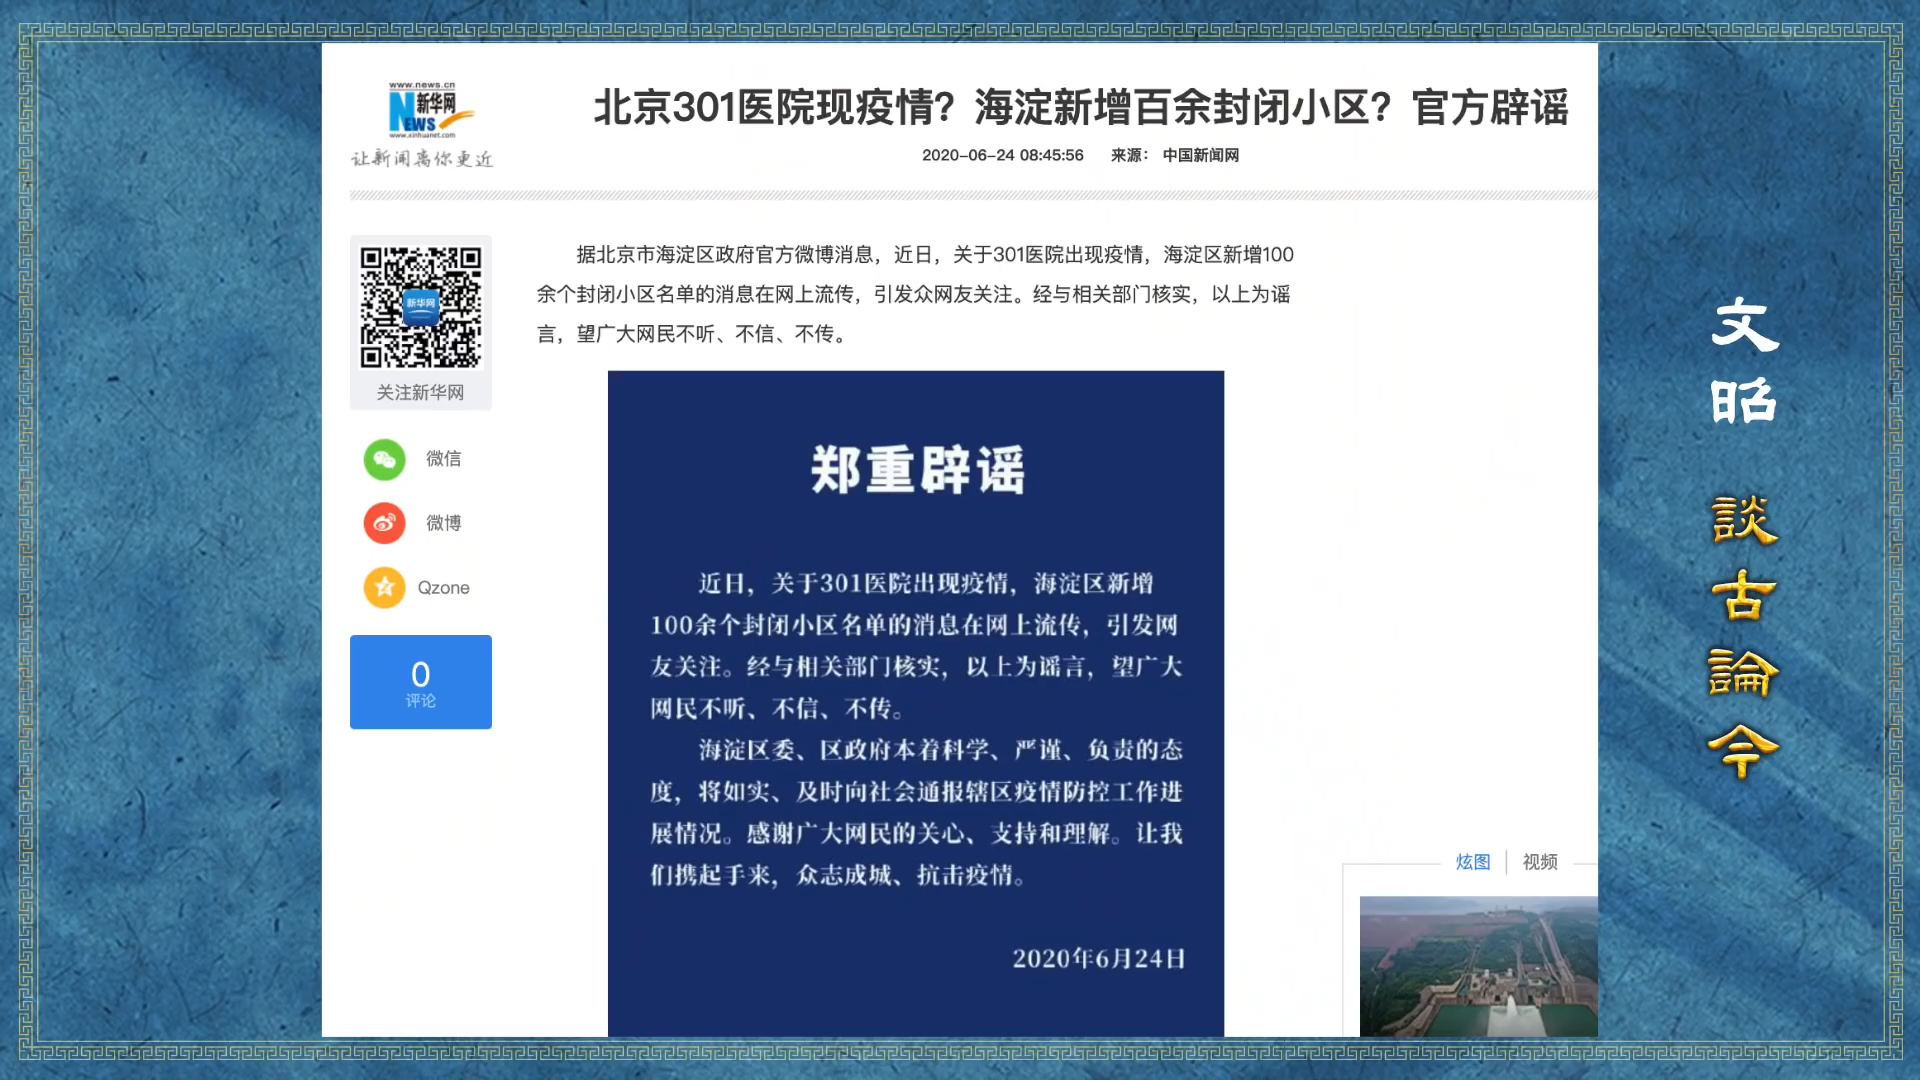 www.news.cn
新华网
NEWS
www.xinhuanet.com
让新闻离你更近
北京301医院现疫情？海淀新增百余封闭小区？官方辟谣
2020-06-24 08:45:56 来源： 中国新闻网
新华网
关注新华网
微信
微博
Qzone
0
评论
据北京市海淀区政府官方微博消息，近日，关于301医院出现疫情，海淀区新增100
余个封闭小区名单的消息在网上流传，引发众网友关注。经与相关部门核实，以上为谣
言，望广大网民不听、不信、不传。
郑重辟谣
近日，关于301医院出现疫情，海淀区新增
100余个封闭小区名单的消息在网上流传，引发网
友关注。经与相关部门核实，以上为谣言，望广大
网民不听、不信、不传。
海淀区委、区政府本着科学、严谨、负责的态
度，将如实、及时向社会通报辖区疫情防控工作进
展情况。感谢广大网民的关心、支持和理解。让我
们携起手来，众志成城、抗击疫情。
2020年6月24日
炫图 视频
文昭
談古論今